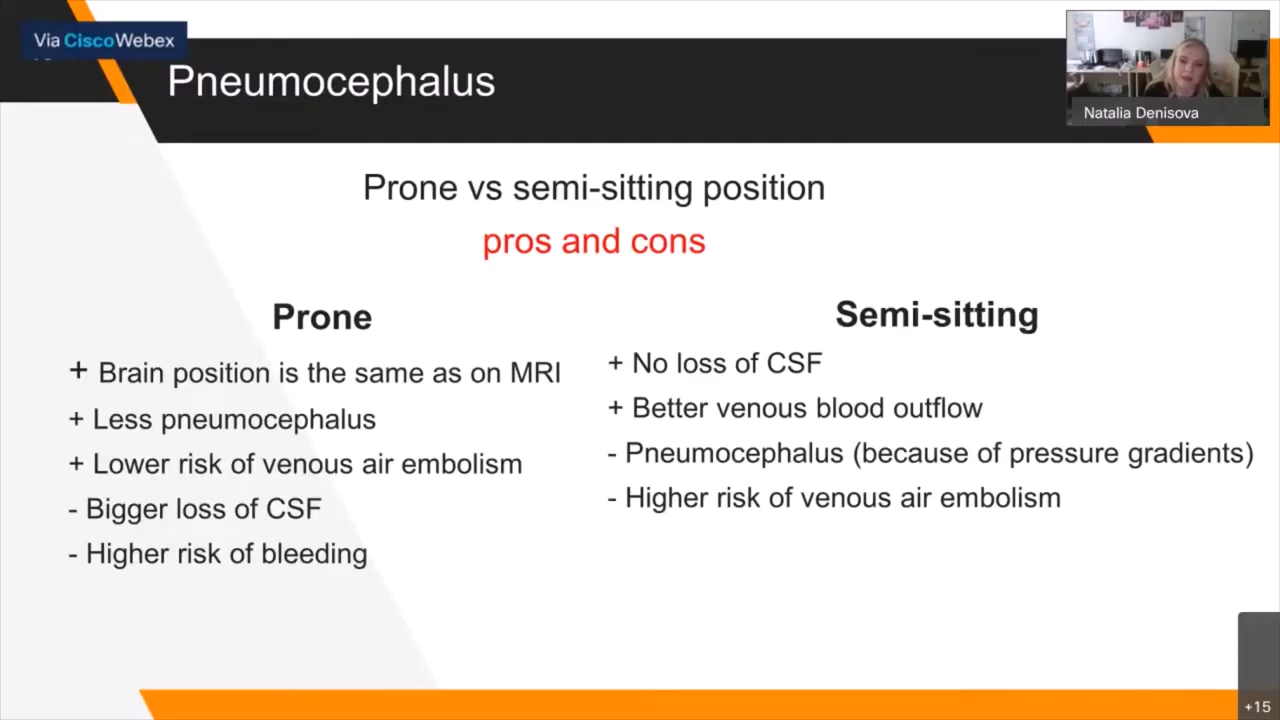 Via CiscoWebex
Pneumocephalus
Natalia Denisova
Prone vs semi-sitting position
pros and cons
Prone
+ Brain position is the same as on MRI
+ Less pneumocephalus
+ Lower risk of venous air embolism
- Bigger loss of CSF
- Higher risk of bleeding
Semi-sitting
+ No loss of CSF
+ Better venous blood outflow
- Pneumocephalus (because of pressure gradients)
- Higher risk of venous air embolism
+15